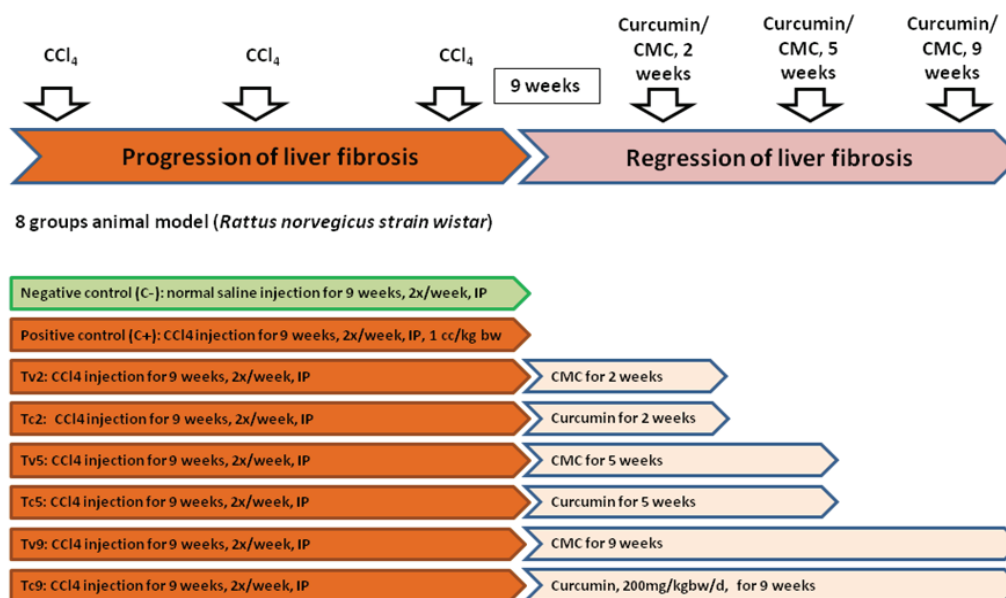 CCl₄
CCl₄
CCl₄
9 weeks
Curcumin/
CMC, 2
weeks
Curcumin/
CMC, 5
weeks
Curcumin/
CMC, 9
weeks
Progression of liver fibrosis
Regression of liver fibrosis
8 groups animal model (Rattus norvegicus strain wistar)
Negative control (C-): normal saline injection for 9 weeks, 2x/week, IP
Positive control (C+): CCl4 injection for 9 weeks, 2x/week, IP, 1 cc/kg bw
Tv2: CCl4 injection for 9 weeks, 2x/week, IP
CMC for 2 weeks
Tc2: CCl4 injection for 9 weeks, 2x/week, IP
Curcumin for 2 weeks
Tv5: CCl4 injection for 9 weeks, 2x/week, IP
CMC for 5 weeks
Tc5: CCl4 injection for 9 weeks, 2x/week, IP
Curcumin for 5 weeks
Tv9: CCl4 injection for 9 weeks, 2x/week, IP
CMC for 9 weeks
Tc9: CCl4 injection for 9 weeks, 2x/week, IP
Curcumin, 200mg/kgbw/d, for 9 weeks